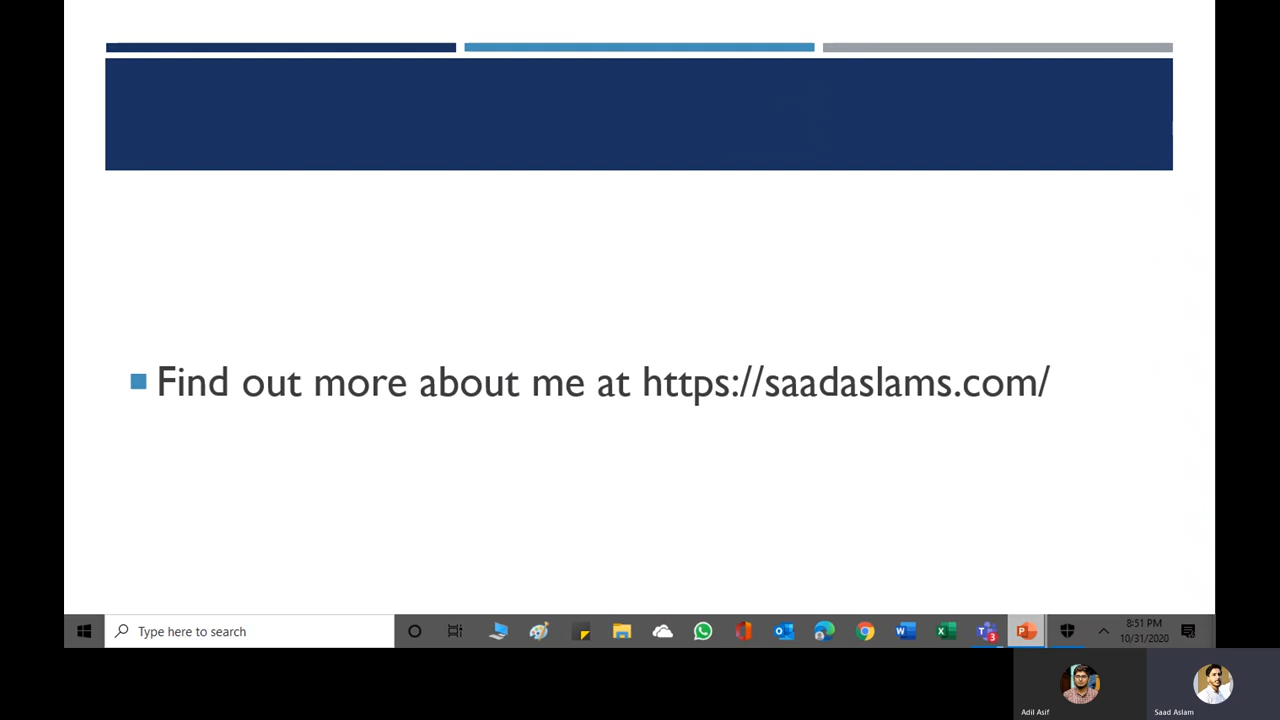 Find out more about me at https://saadaslams.com/
Type here to search
8:51 PM
10/31/2020
Adil Asif
Saad Aslam